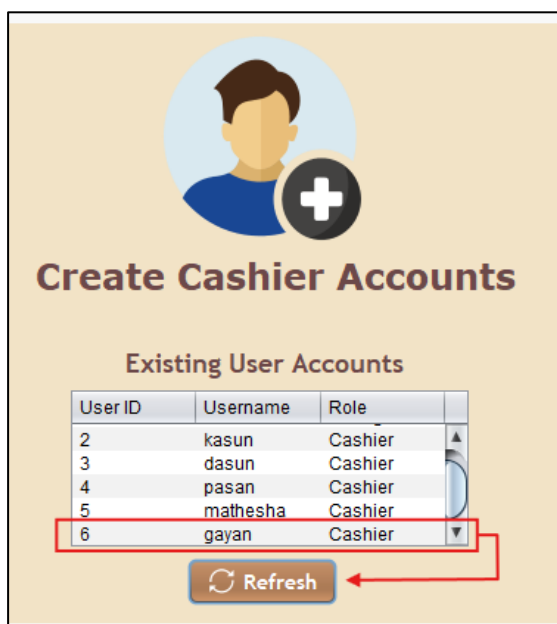 Create Cashier Accounts
Existing User Accounts
User ID Username Role
2 kasun Cashier
3 dasun Cashier
4 pasan Cashier
5 mathesha Cashier
6 gayan Cashier
Refresh